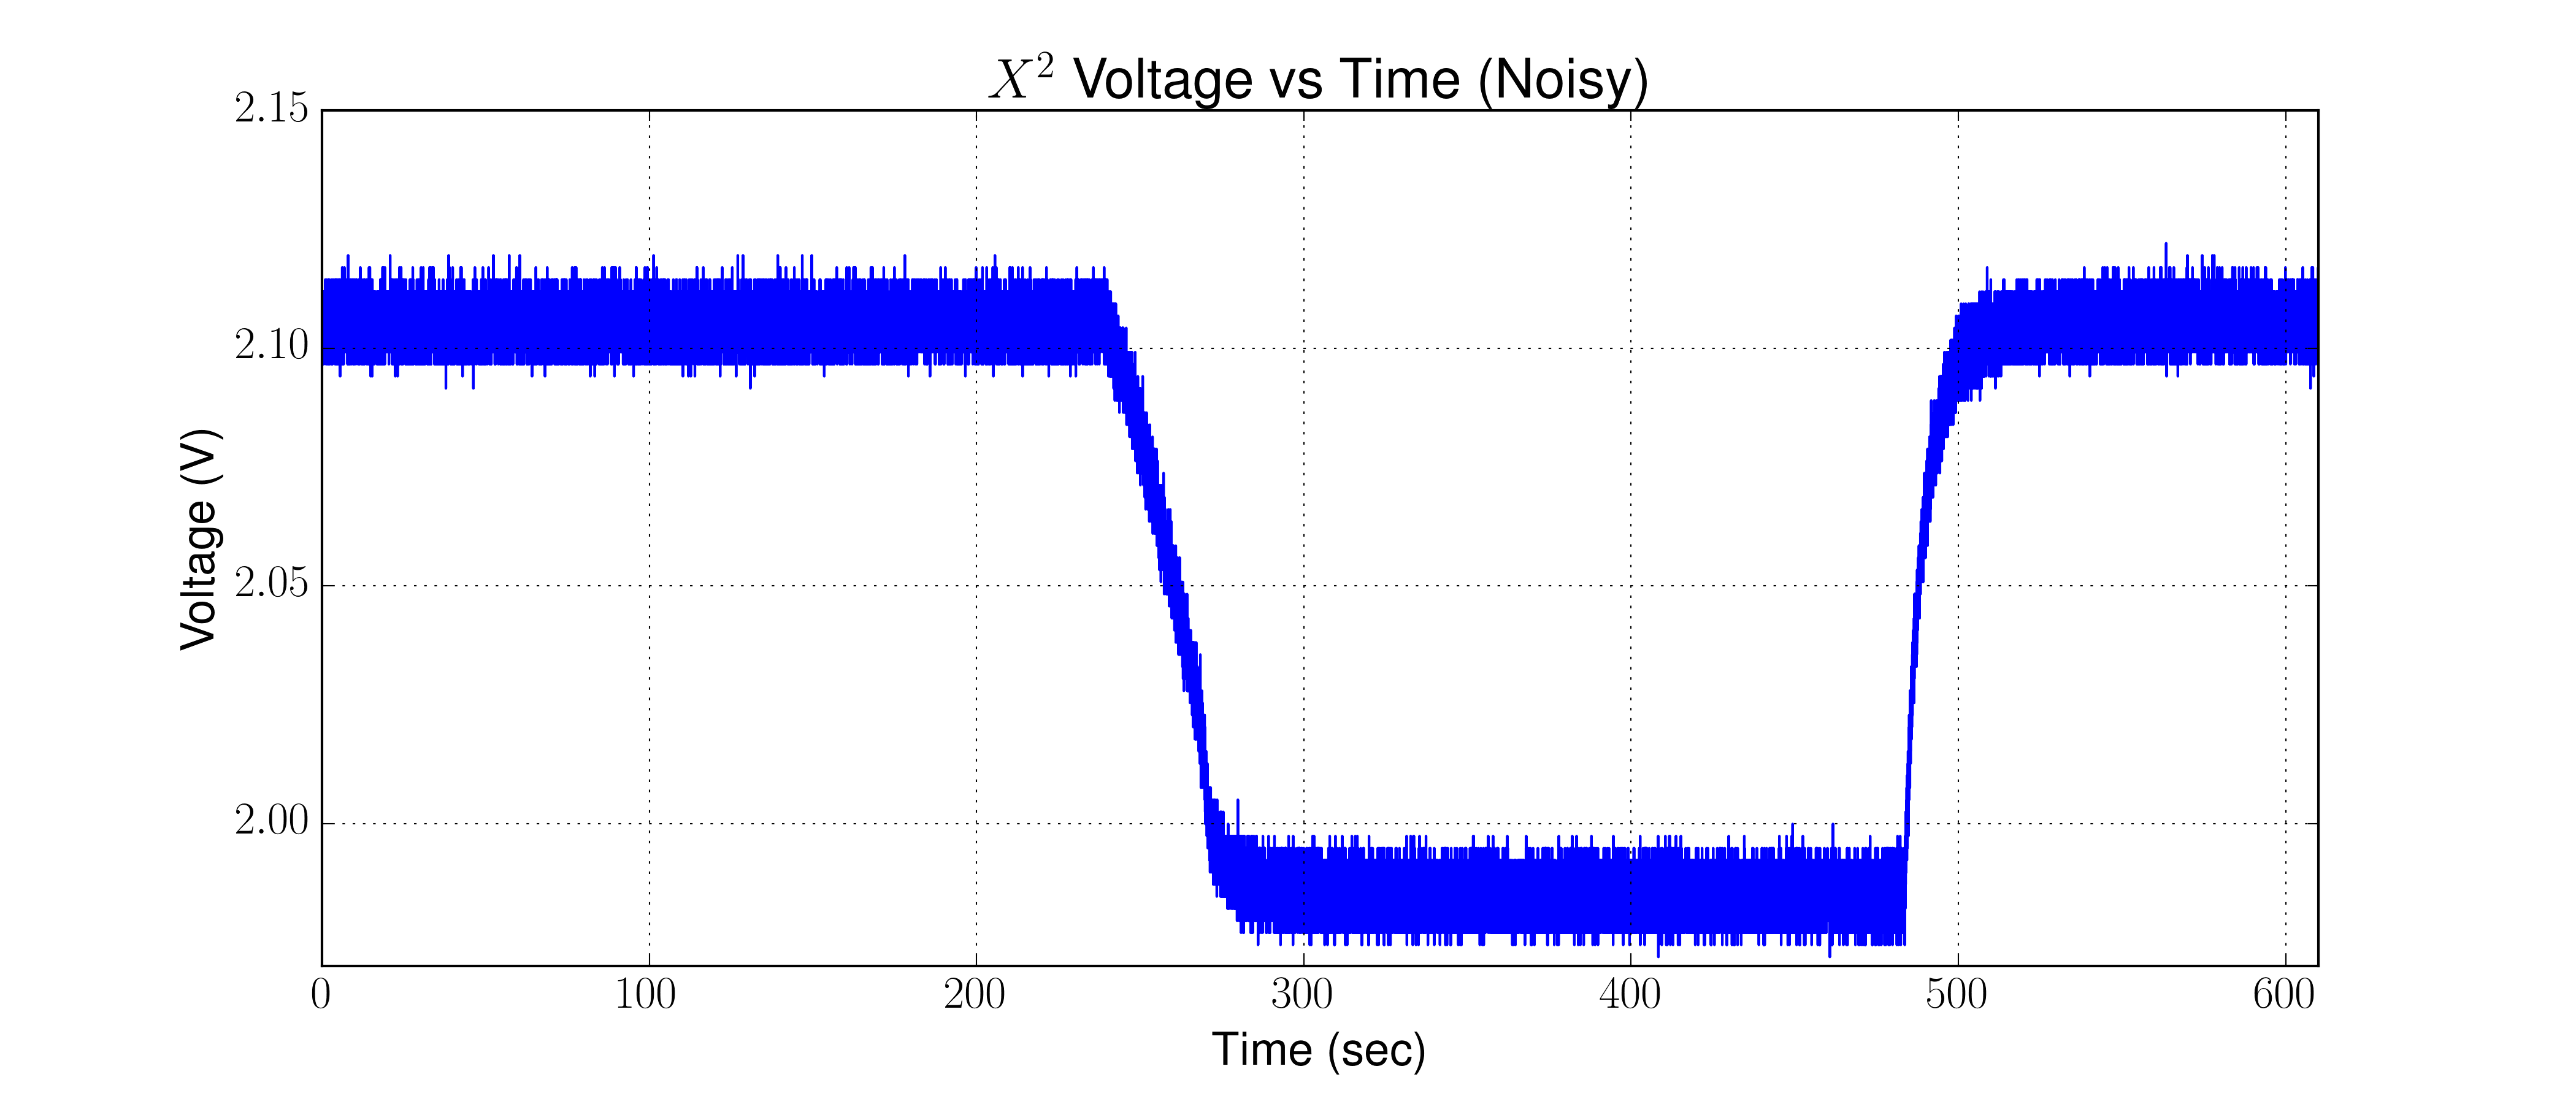 X² Voltage vs Time (Noisy)
2.15
2.10
2.05
2.00
Voltage (V)
0 100 200 300 400 500 600
Time (sec)